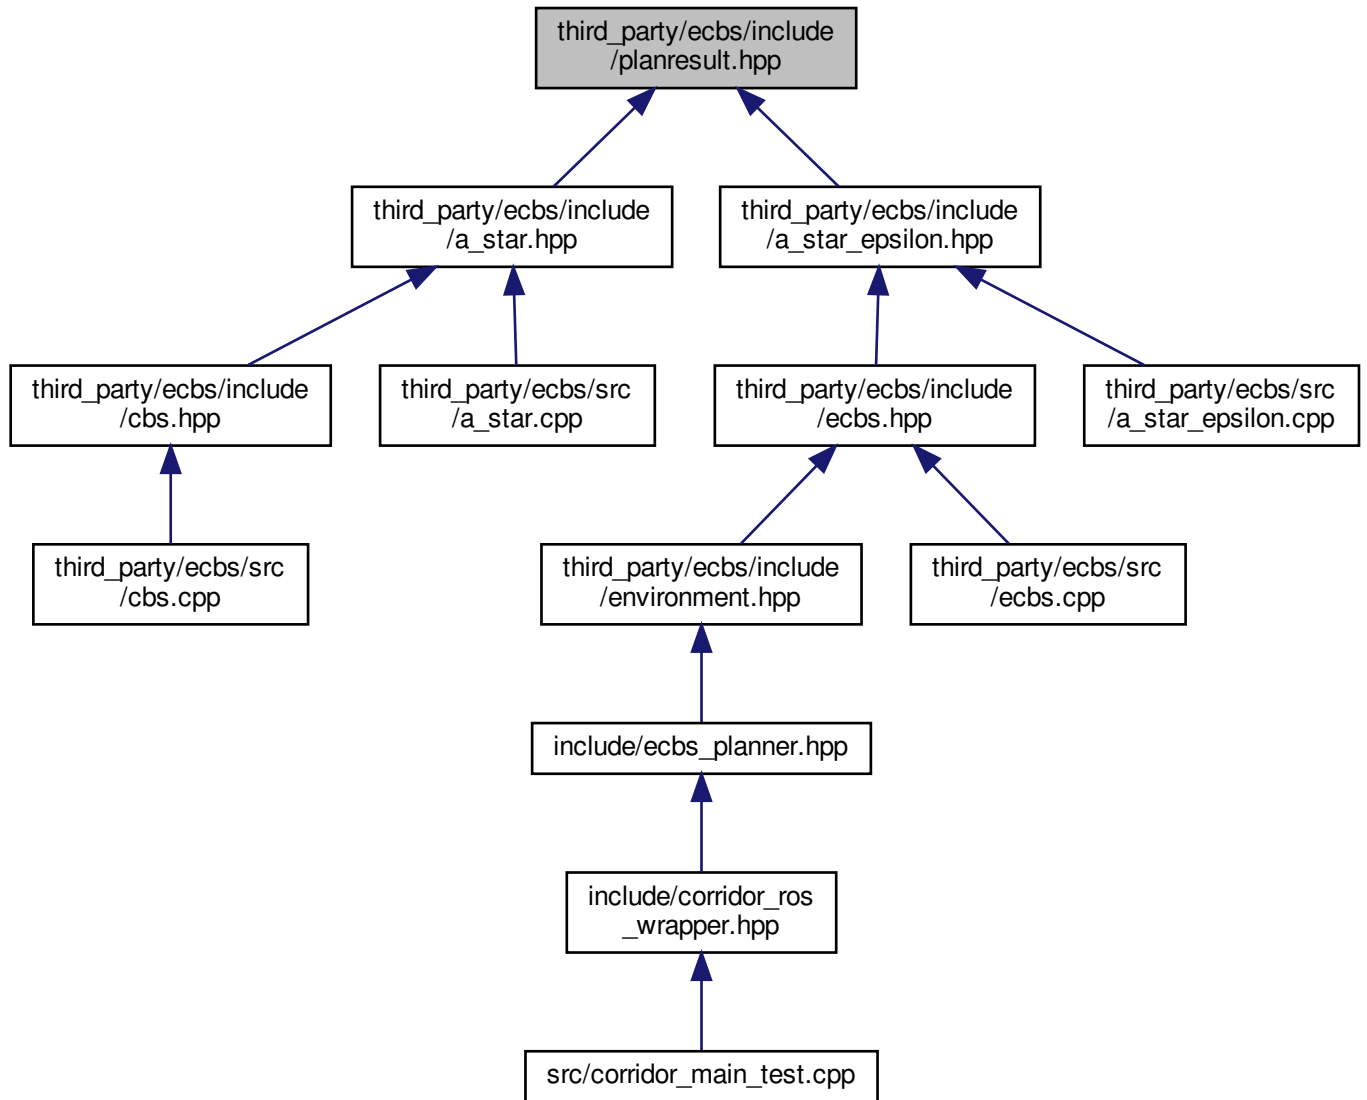 third_party/ecbs/include
/planresult.hpp
third_party/ecbs/include
/a_star.hpp
third_party/ecbs/include
/a_star_epsilon.hpp
third_party/ecbs/include
/cbs.hpp
third_party/ecbs/src
/a_star.cpp
third_party/ecbs/include
/ecbs.hpp
third_party/ecbs/src
/a_star_epsilon.cpp
third_party/ecbs/src
/cbs.cpp
third_party/ecbs/include
/environment.hpp
third_party/ecbs/src
/ecbs.cpp
include/ecbs_planner.hpp
include/corridor_ros
_wrapper.hpp
src/corridor_main_test.cpp